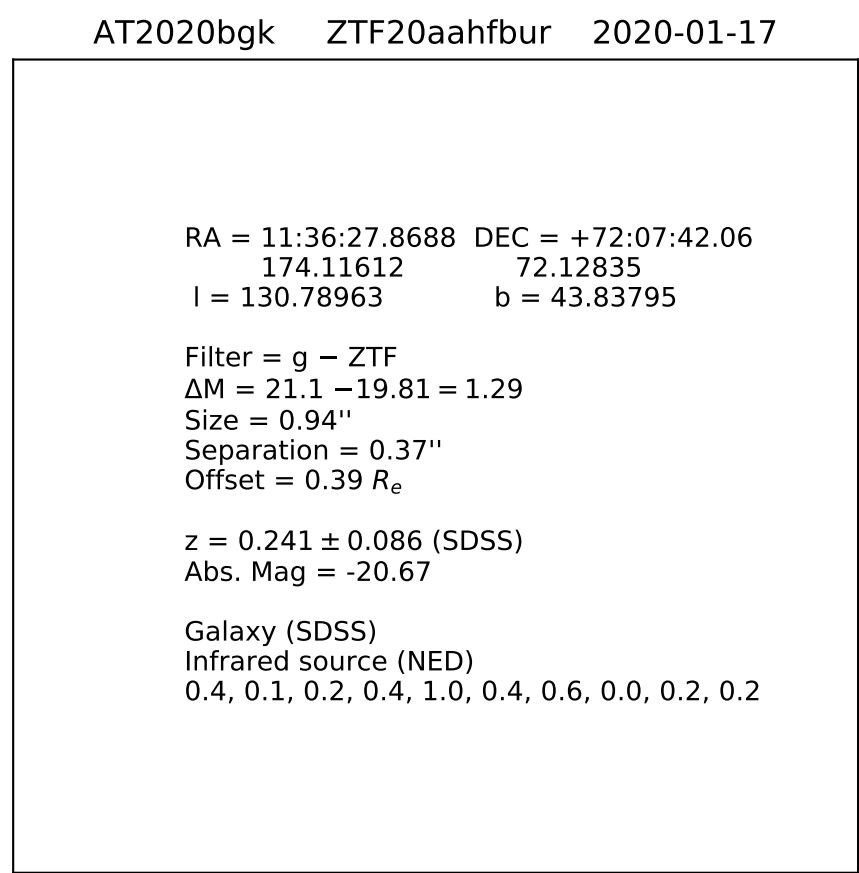 AT2020bgk ZTF20aahfbur 2020-01-17
RA = 11:36:27.8688 DEC = +72:07:42.06
174.11612 72.12835
l = 130.78963 b = 43.83795
Filter = g − ZTF
ΔM = 21.1 −19.81 = 1.29
Size = 0.94''
Separation = 0.37''
Offset = 0.39 Re
z = 0.241 ± 0.086 (SDSS)
Abs. Mag = -20.67
Galaxy (SDSS)
Infrared source (NED)
0.4, 0.1, 0.2, 0.4, 1.0, 0.4, 0.6, 0.0, 0.2, 0.2